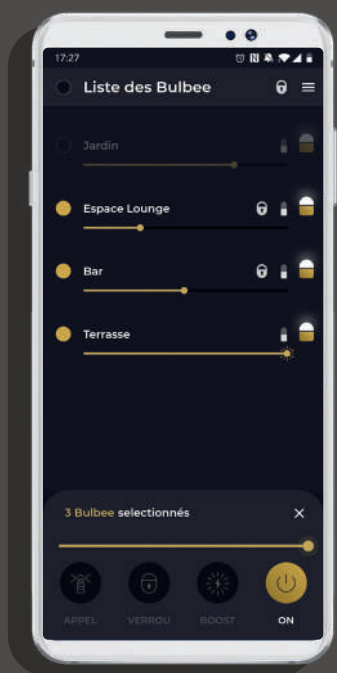 17:27
Liste des Bulbee
Jardin
Espace Lounge
Bar
Terrasse
3 Bulbee selectionnés
APPEL VERROU BOOST ON